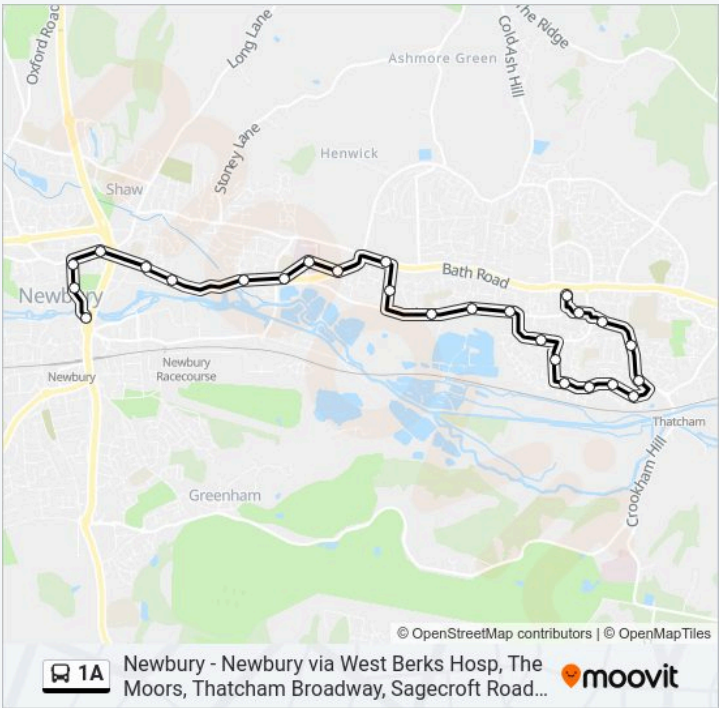 Oxford Road
Long Lane
The Ridge
Cold Ash Hill
Ashmore Green
Stoney Lane
Henwick
Shaw
Bath Road
Newbury
Newbury
Racecourse
Newbury
Thatcham
Crookham Hill
Greenham
© OpenStreetMap contributors | © OpenMapTiles
1A
Newbury - Newbury via West Berks Hosp, The
Moors, Thatcham Broadway, Sagecroft Road...
moovit